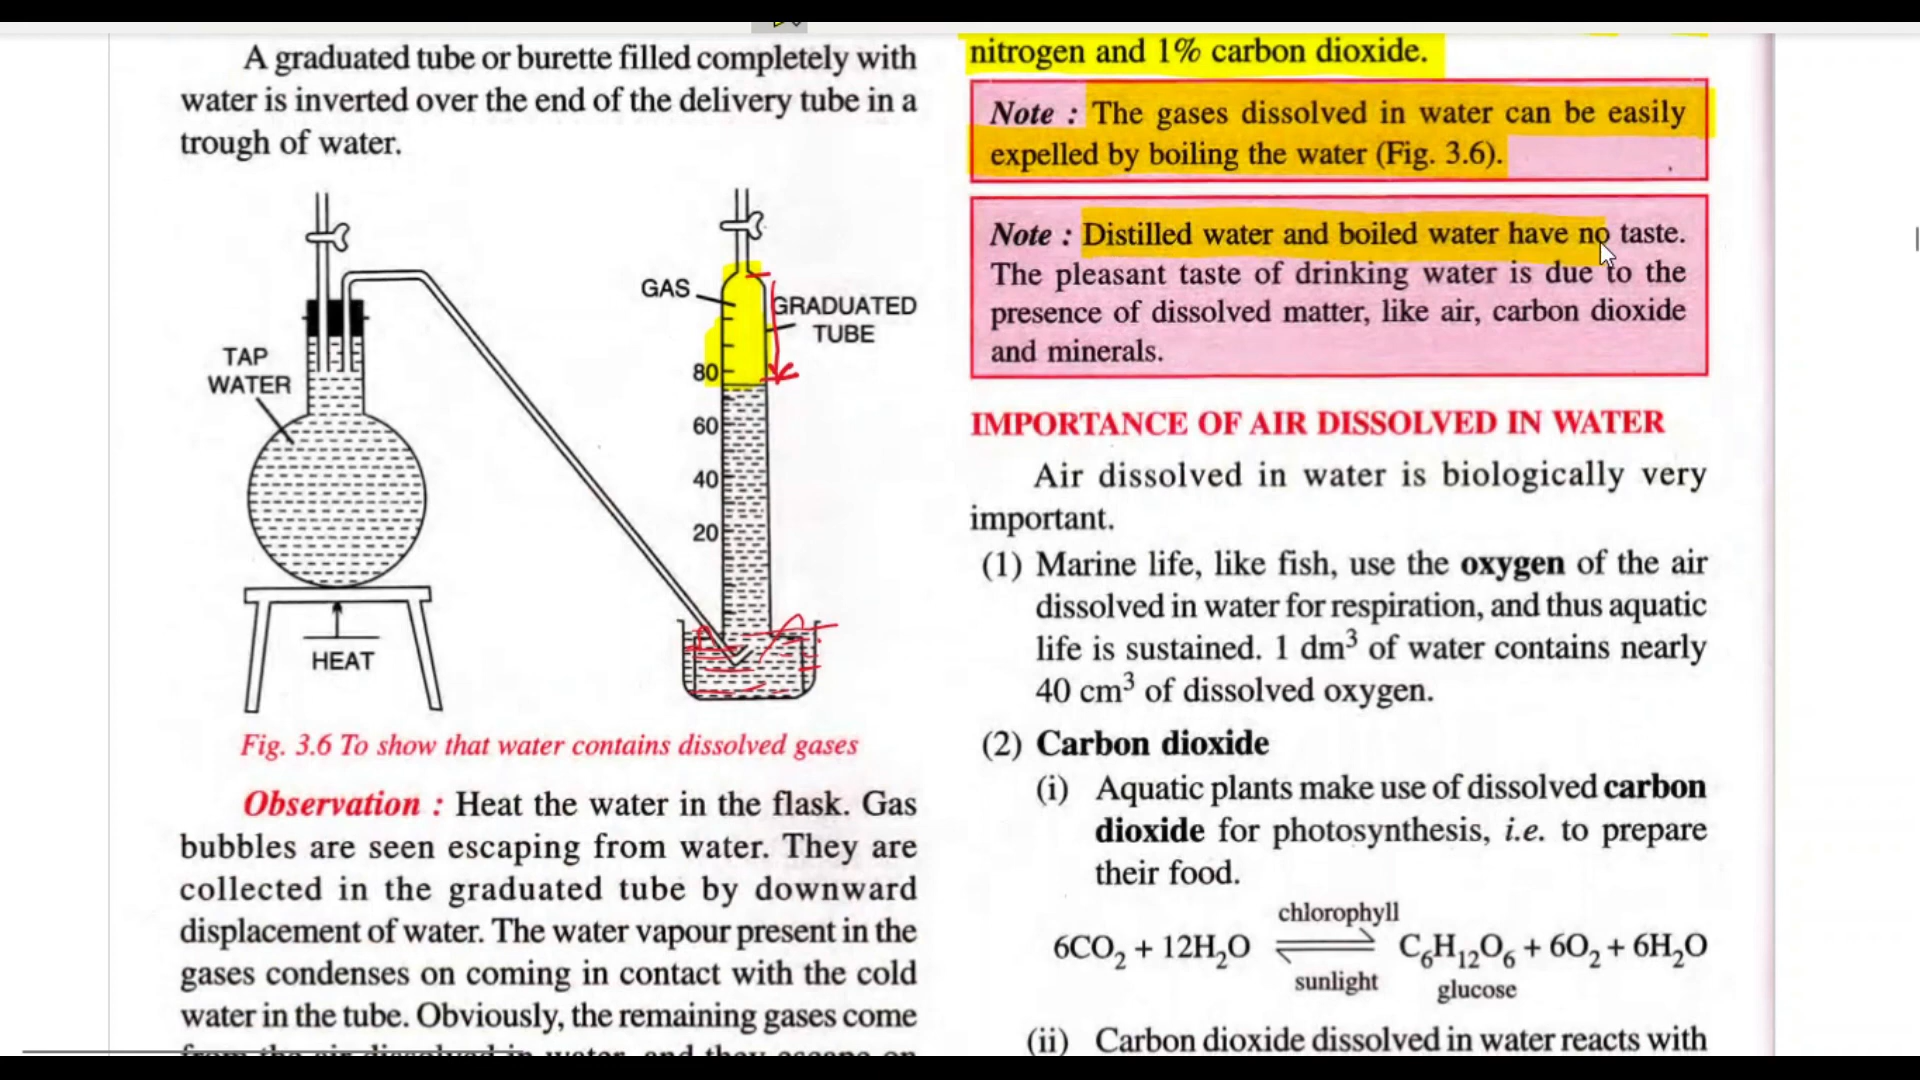 A graduated tube or burette filled completely with
water is inverted over the end of the delivery tube in a
trough of water.
GAS
GRADUATED
TUBE
TAP
WATER
80
60
40
20
HEAT
Fig. 3.6 To show that water contains dissolved gases
Observation : Heat the water in the flask. Gas
bubbles are seen escaping from water. They are
collected in the graduated tube by downward
displacement of water. The water vapour present in the
gases condenses on coming in contact with the cold
water in the tube. Obviously, the remaining gases come
from the air dissolved in water, and they escape on
nitrogen and 1% carbon dioxide.
Note : The gases dissolved in water can be easily
expelled by boiling the water (Fig. 3.6).
Note : Distilled water and boiled water have no taste.
The pleasant taste of drinking water is due to the
presence of dissolved matter, like air, carbon dioxide
and minerals.
IMPORTANCE OF AIR DISSOLVED IN WATER
Air dissolved in water is biologically very
important.
(1) Marine life, like fish, use the oxygen of the air
dissolved in water for respiration, and thus aquatic
life is sustained. 1 dm³ of water contains nearly
40 cm³ of dissolved oxygen.
(2) Carbon dioxide
(i) Aquatic plants make use of dissolved carbon
dioxide for photosynthesis, i.e. to prepare
their food.
chlorophyll
6CO₂ + 12H₂O ⇌ C₆H₁₂O₆ + 6O₂ + 6H₂O
sunlight glucose
(ii) Carbon dioxide dissolved in water reacts with